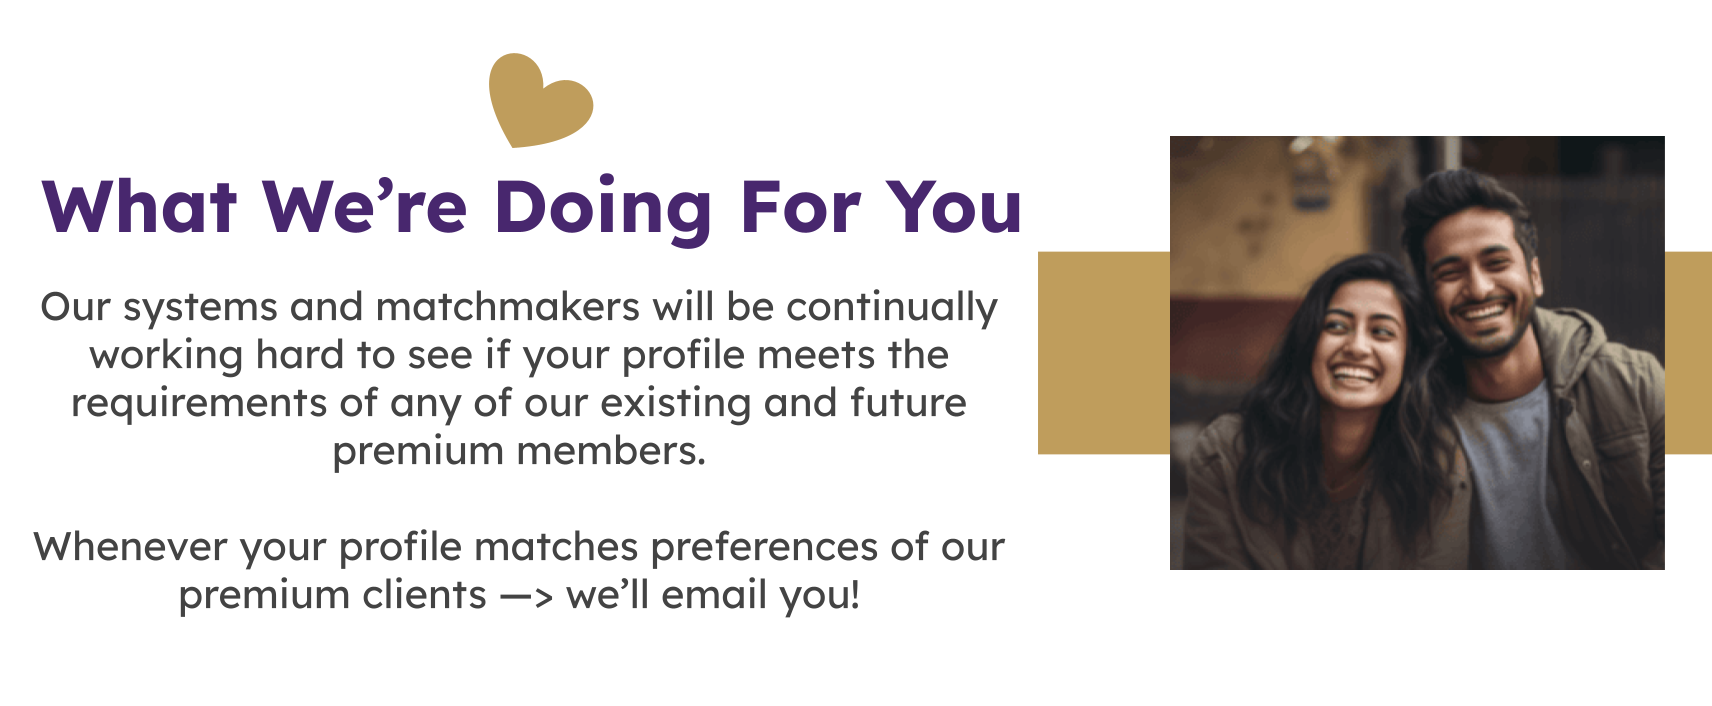 What We’re Doing For You
Our systems and matchmakers will be continually
working hard to see if your profile meets the
requirements of any of our existing and future
premium members.
Whenever your profile matches preferences of our
premium clients —> we’ll email you!